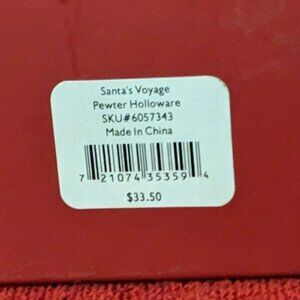 Santa's Voyage
Pewter Holloware
SKU#6057343
Made In China
7 21074 35359 4
$33.50